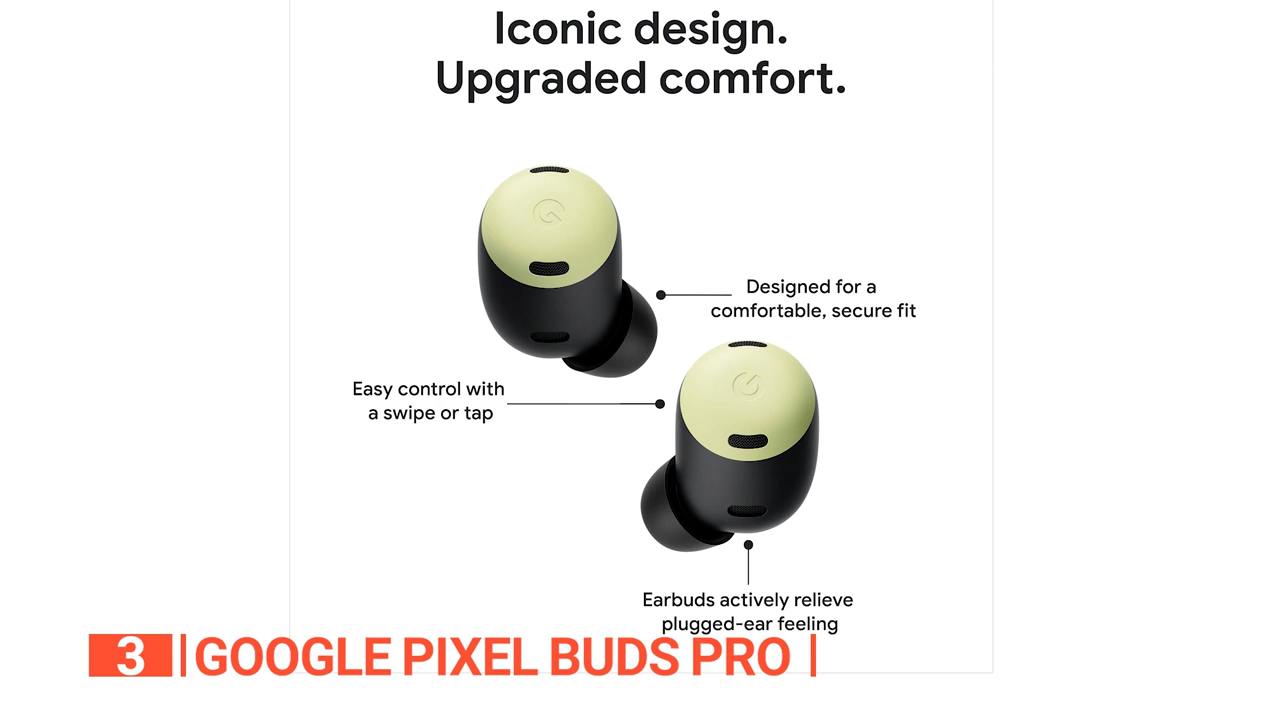 Iconic design.
Upgraded comfort.
Designed for a
comfortable, secure fit
Easy control with
a swipe or tap
Earbuds actively relieve
plugged-ear feeling
3 GOOGLE PIXEL BUDS PRO